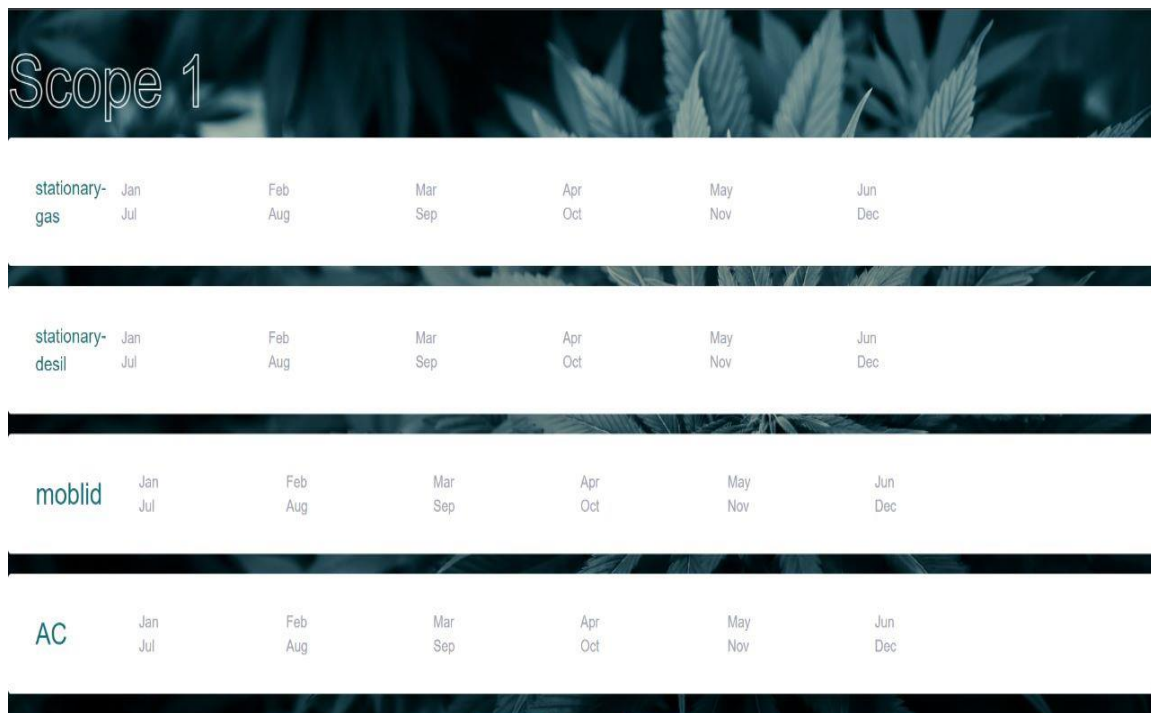 Scope 1
stationary- Jan Feb Mar Apr May Jun
gas Jul Aug Sep Oct Nov Dec
stationary- Jan Feb Mar Apr May Jun
desil Jul Aug Sep Oct Nov Dec
moblid Jan Feb Mar Apr May Jun
Jul Aug Sep Oct Nov Dec
AC Jan Feb Mar Apr May Jun
Jul Aug Sep Oct Nov Dec